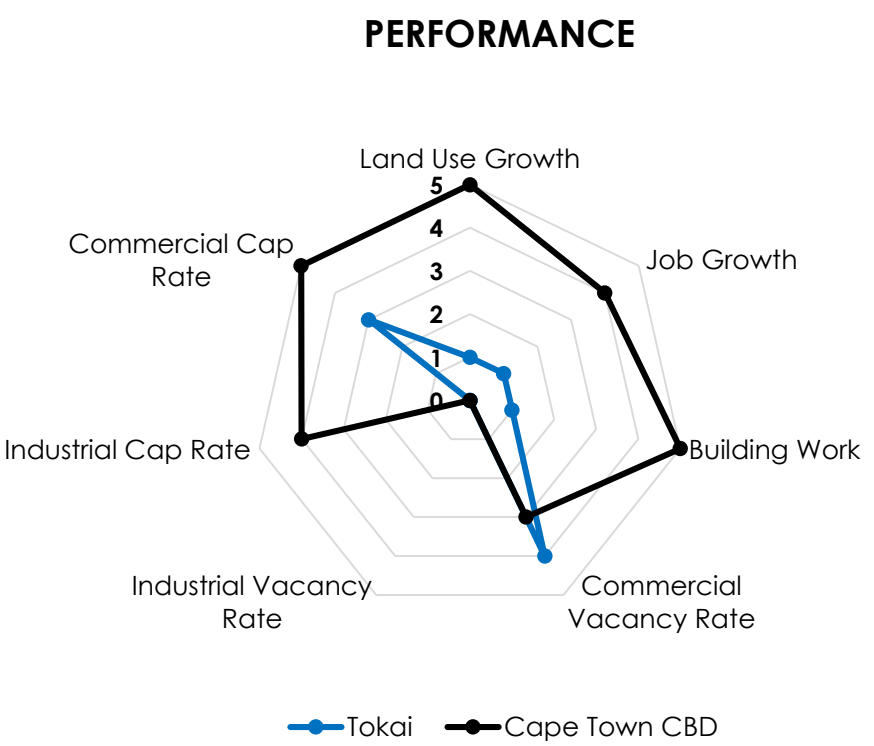 PERFORMANCE
Land Use Growth
5
4
3
2
1
0
Job Growth
Building Work
Commercial
Vacancy Rate
Industrial Vacancy
Rate
Industrial Cap Rate
Commercial Cap
Rate
Tokai
Cape Town CBD